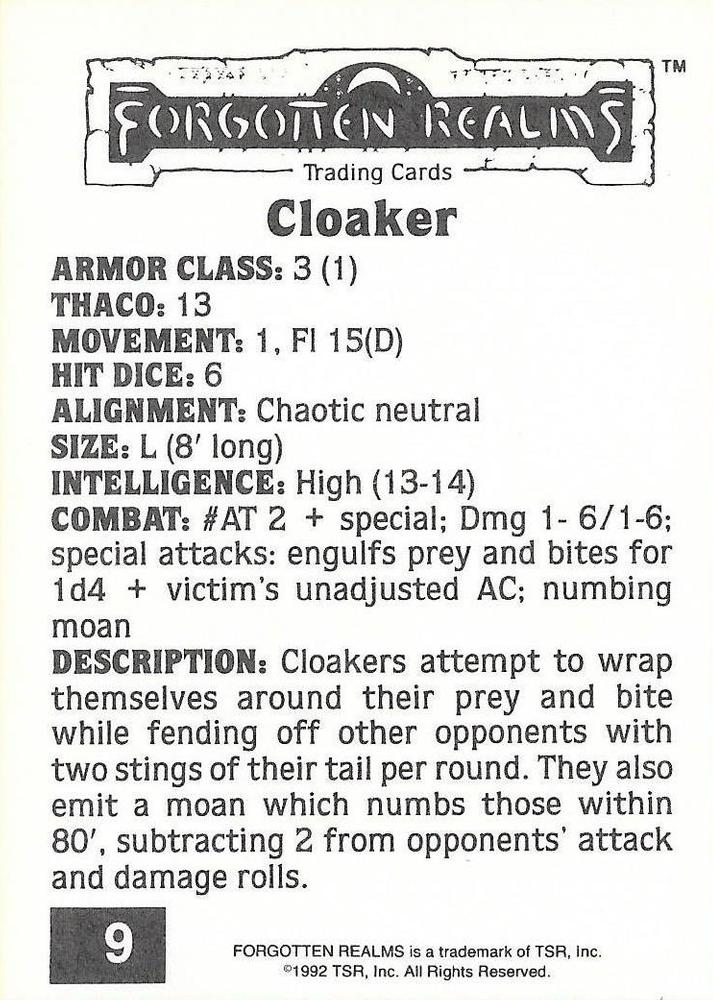 FORGOTTEN REALMS TM
Trading Cards
Cloaker
ARMOR CLASS: 3 (1)
THACO: 13
MOVEMENT: 1, Fl 15(D)
HIT DICE: 6
ALIGNMENT: Chaotic neutral
SIZE: L (8' long)
INTELLIGENCE: High (13-14)
COMBAT: #AT 2 + special; Dmg 1- 6/1-6;
special attacks: engulfs prey and bites for
1d4 + victim's unadjusted AC; numbing
moan
DESCRIPTION: Cloakers attempt to wrap
themselves around their prey and bite
while fending off other opponents with
two stings of their tail per round. They also
emit a moan which numbs those within
80', subtracting 2 from opponents' attack
and damage rolls.
9
FORGOTTEN REALMS is a trademark of TSR, Inc.
©1992 TSR, Inc. All Rights Reserved.